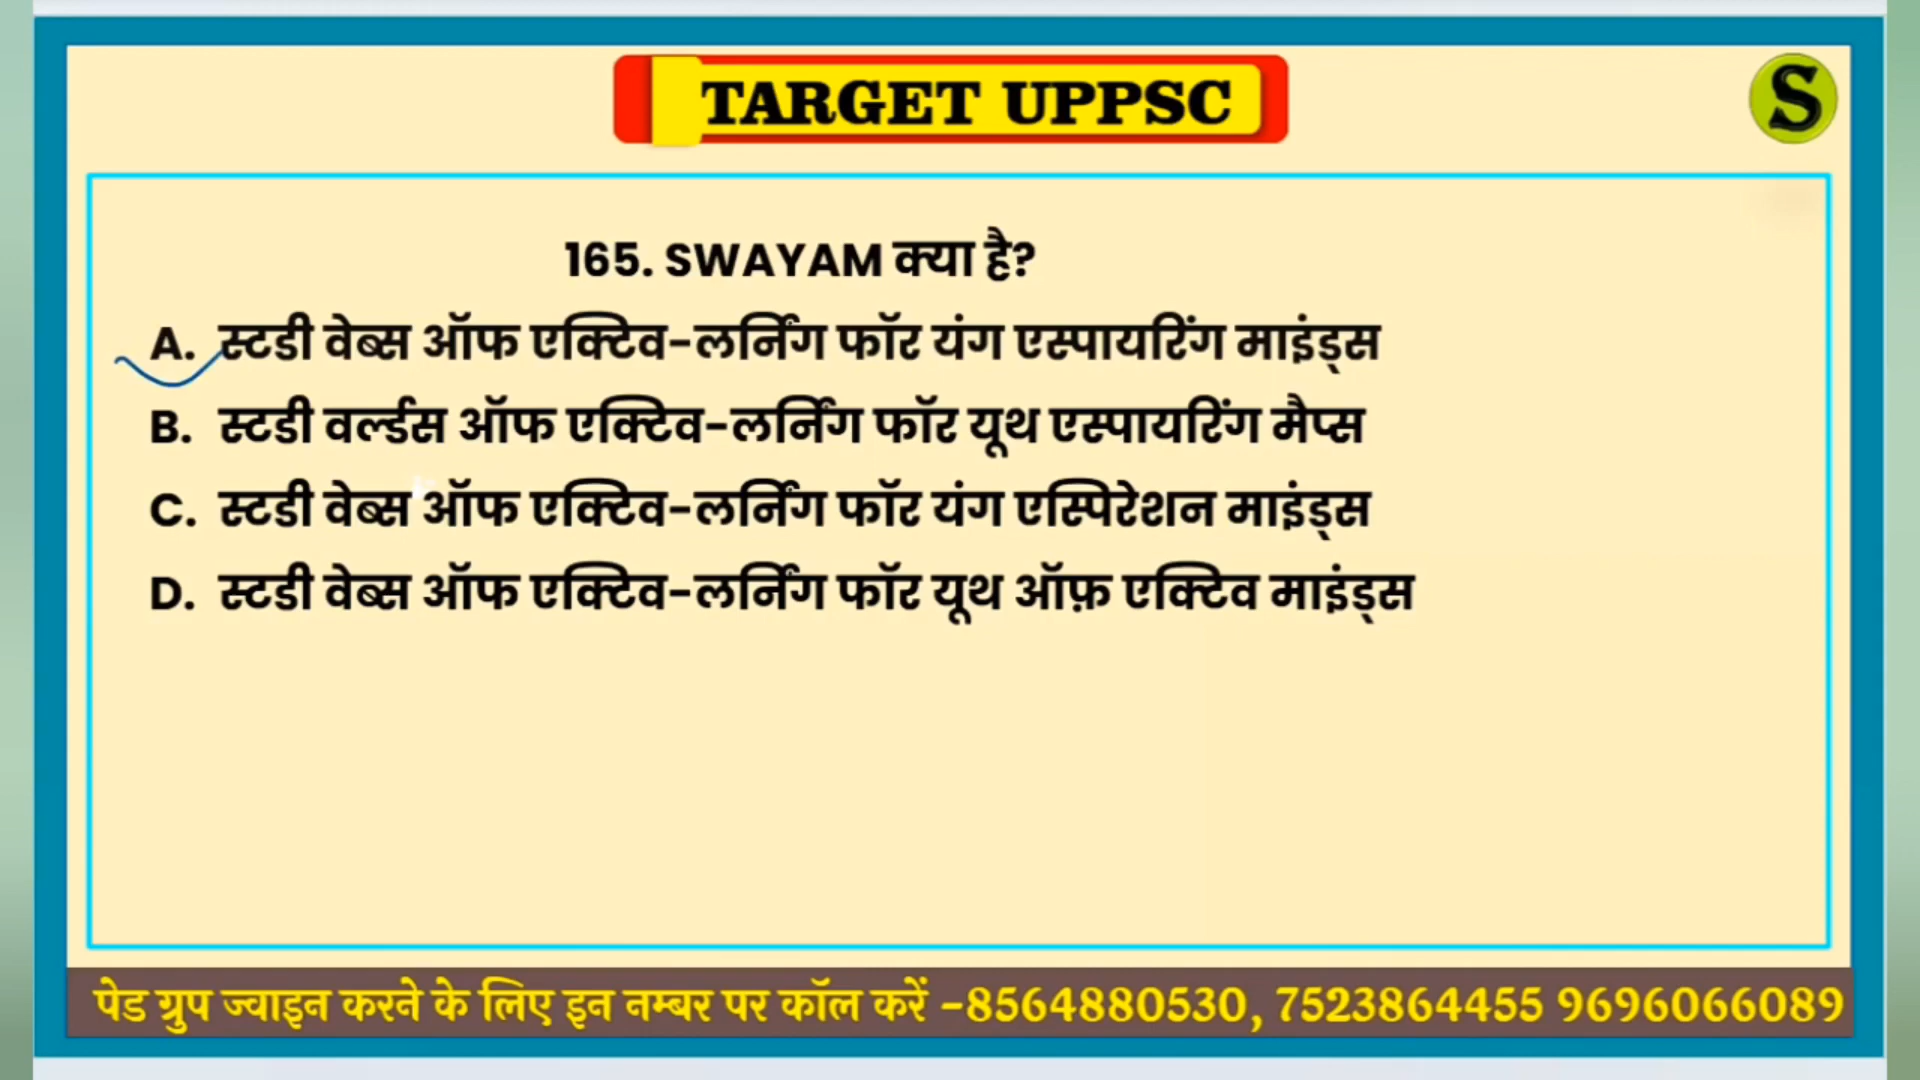 TARGET UPPSC
S
165. SWAYAM क्या है?
A. स्टडी वेब्स ऑफ एक्टिव-लर्निंग फॉर यंग एस्पायरिंग माइंड्स
B. स्टडी वर्ल्डस ऑफ एक्टिव-लर्निंग फॉर यूथ एस्पायरिंग मैप्स
C. स्टडी वेब्स ऑफ एक्टिव-लर्निंग फॉर यंग एस्पिरेशन माइंड्स
D. स्टडी वेब्स ऑफ एक्टिव-लर्निंग फॉर यूथ ऑफ़ एक्टिव माइंड्स
पेड ग्रुप ज्वाइन करने के लिए इन नम्बर पर कॉल करें -8564880530, 7523864455 9696066089